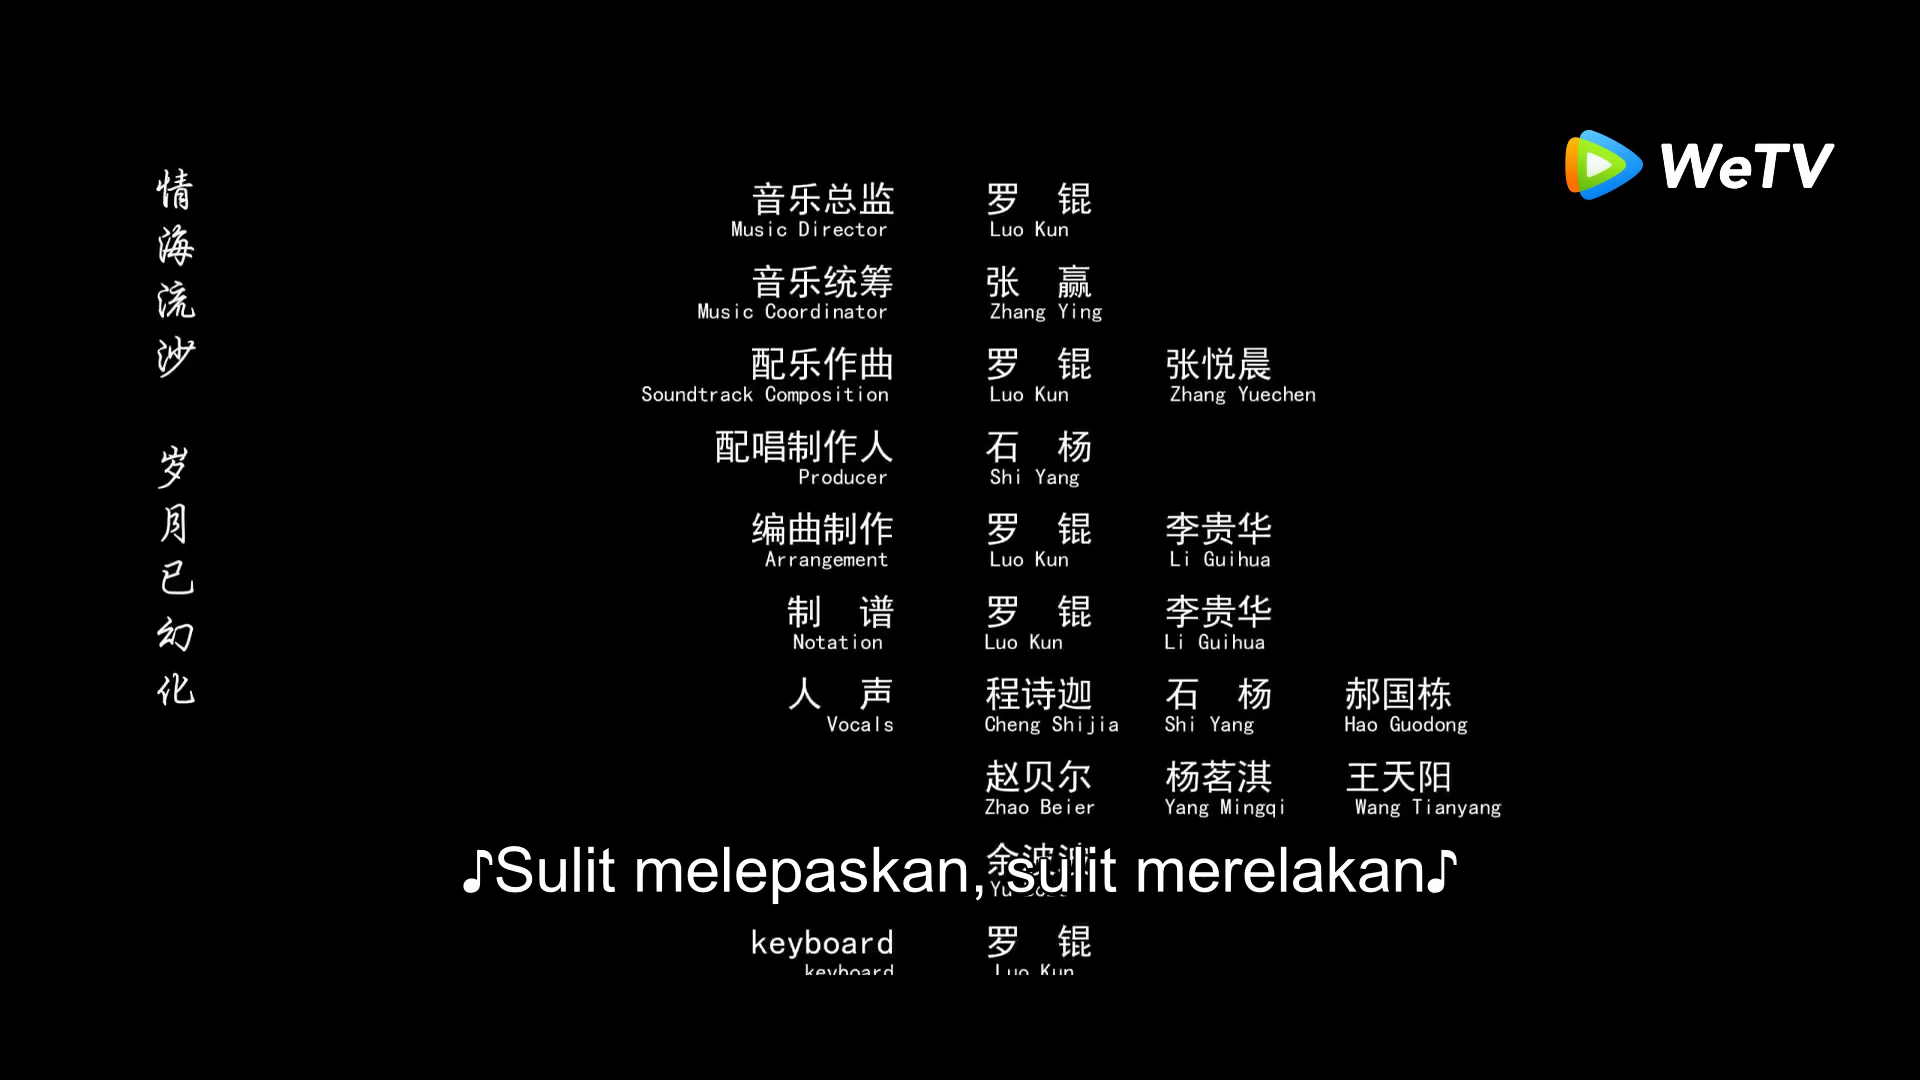 情海流沙 岁月已幻化
WeTV
音乐总监 罗 锟
Music Director Luo Kun
音乐统筹 张 赢
Music Coordinator Zhang Ying
配乐作曲 罗 锟 张悦晨
Soundtrack Composition Luo Kun Zhang Yuechen
配唱制作人 石 杨
Producer Shi Yang
编曲制作 罗 锟 李贵华
Arrangement Luo Kun Li Guihua
制 谱 罗 锟 李贵华
Notation Luo Kun Li Guihua
人 声 程诗迦 石 杨 郝国栋
Vocals Cheng Shijia Shi Yang Hao Guodong
赵贝尔 杨茗淇 王天阳
Zhao Beier Yang Mingqi Wang Tianyang
♪Sulit melepaskan, sulit merelakan♪
keyboard 罗 锟
keyboard Luo Kun